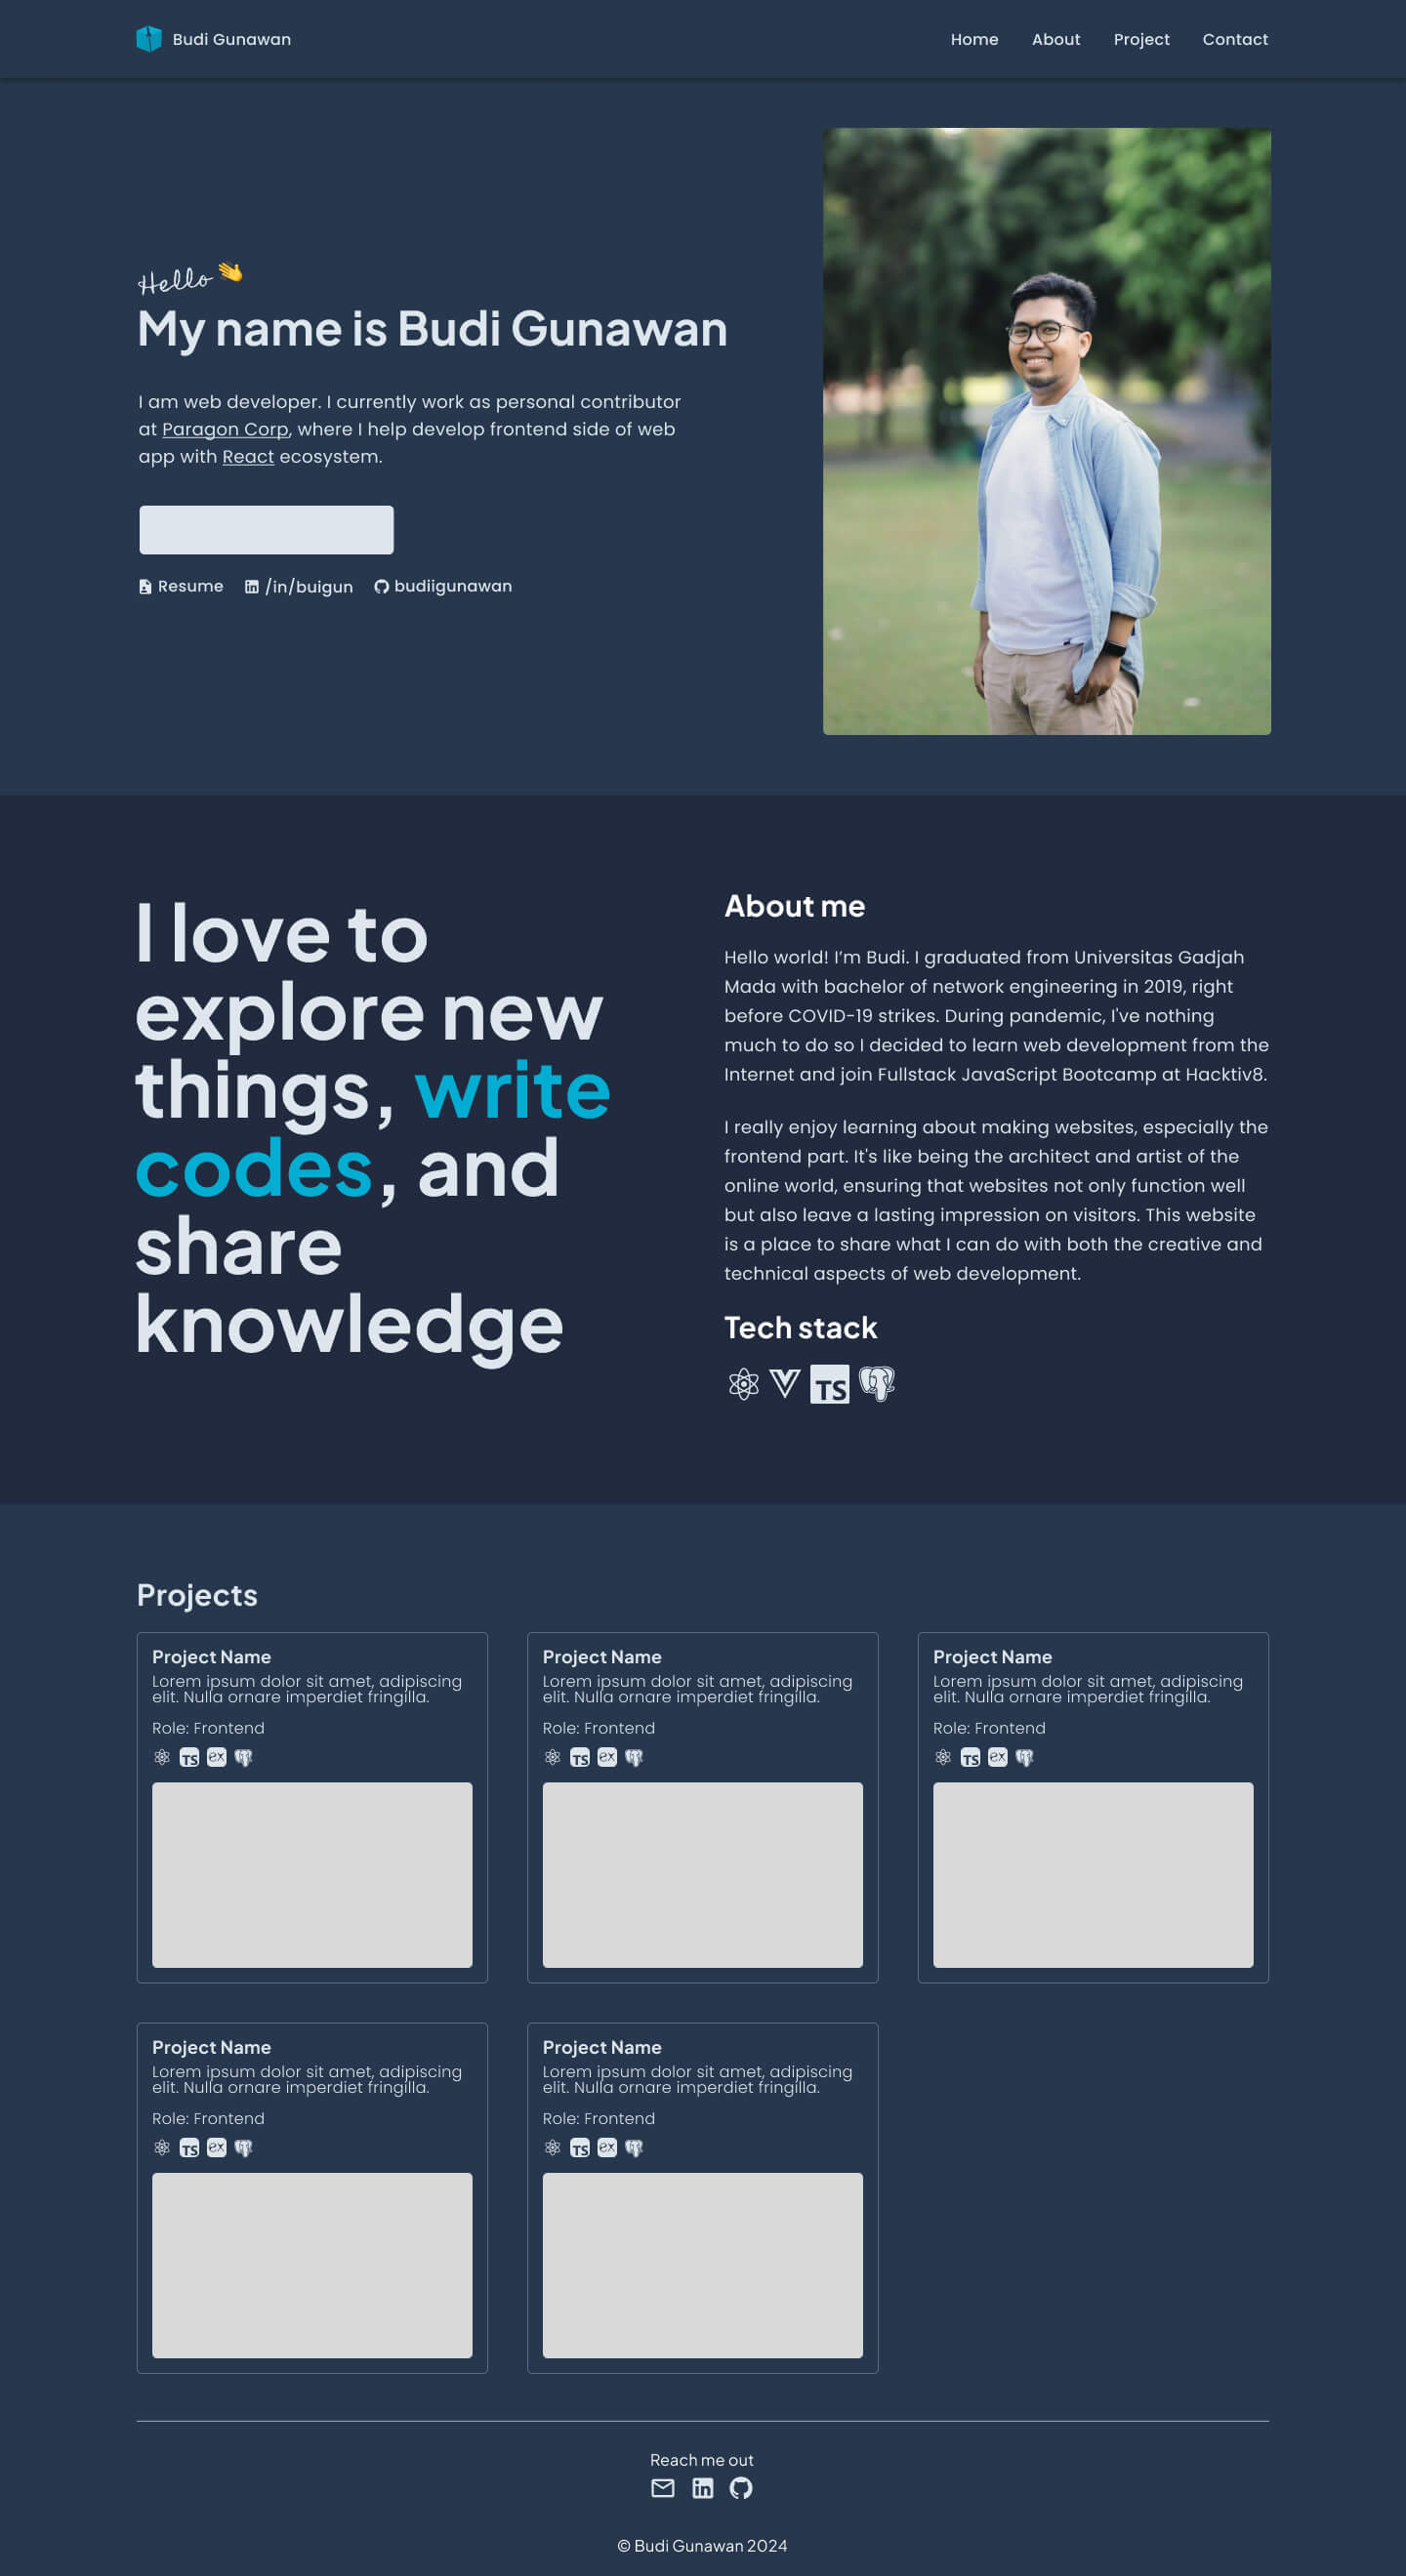 Budi Gunawan
Home About Project Contact
Hello 👋
My name is Budi Gunawan
I am web developer. I currently work as personal contributor
at Paragon Corp, where I help develop frontend side of web
app with React ecosystem.
Resume /in/buigun budiigunawan
I love to
explore new
things, write
codes, and
share
knowledge
About me
Hello world! I’m Budi. I graduated from Universitas Gadjah
Mada with bachelor of network engineering in 2019, right
before COVID-19 strikes. During pandemic, I've nothing
much to do so I decided to learn web development from the
Internet and join Fullstack JavaScript Bootcamp at Hacktiv8.
I really enjoy learning about making websites, especially the
frontend part. It's like being the architect and artist of the
online world, ensuring that websites not only function well
but also leave a lasting impression on visitors. This website
is a place to share what I can do with both the creative and
technical aspects of web development.
Tech stack
TS
Projects
Project Name
Lorem ipsum dolor sit amet, adipiscing
elit. Nulla ornare imperdiet fringilla.
Role: Frontend
TS ex
Project Name
Lorem ipsum dolor sit amet, adipiscing
elit. Nulla ornare imperdiet fringilla.
Role: Frontend
TS ex
Project Name
Lorem ipsum dolor sit amet, adipiscing
elit. Nulla ornare imperdiet fringilla.
Role: Frontend
TS ex
Project Name
Lorem ipsum dolor sit amet, adipiscing
elit. Nulla ornare imperdiet fringilla.
Role: Frontend
TS ex
Project Name
Lorem ipsum dolor sit amet, adipiscing
elit. Nulla ornare imperdiet fringilla.
Role: Frontend
TS ex
Reach me out
in
© Budi Gunawan 2024